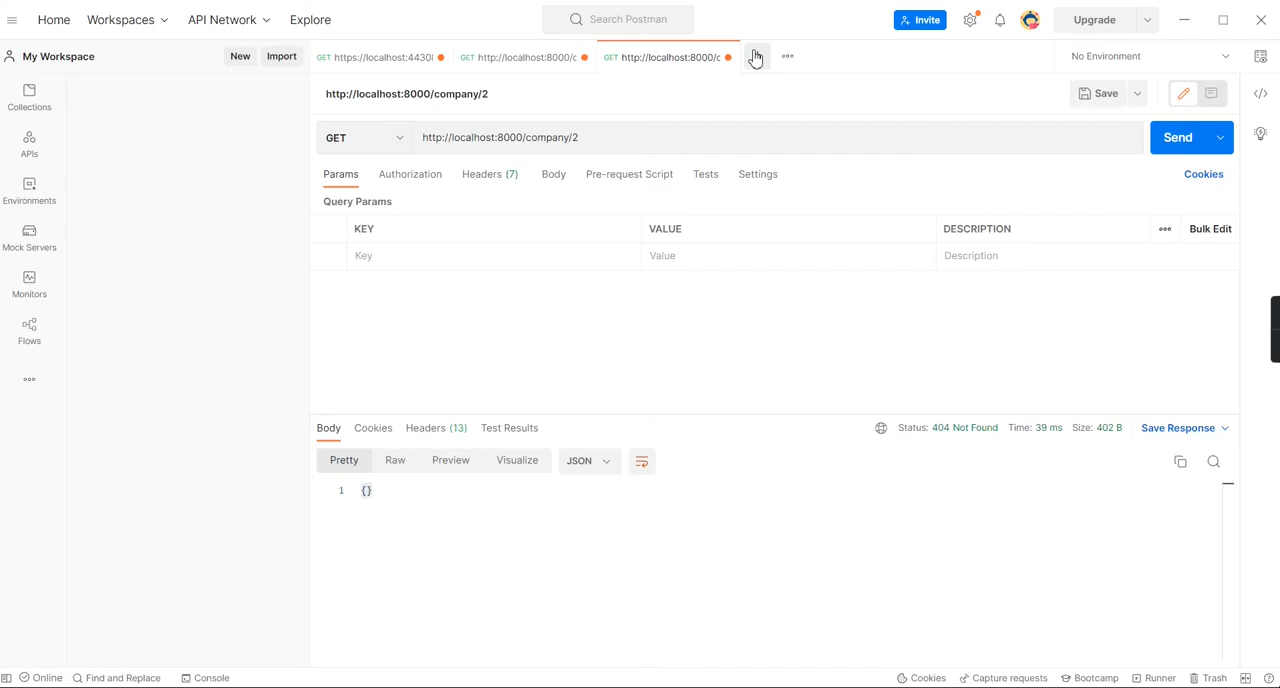 Home Workspaces API Network Explore Search Postman Invite Upgrade
My Workspace New Import GET https://localhost:4430 GET http://localhost:8000/c GET http://localhost:8000/c No Environment
http://localhost:8000/company/2 Save
GET http://localhost:8000/company/2 Send
Params Authorization Headers (7) Body Pre-request Script Tests Settings Cookies
Query Params
KEY VALUE DESCRIPTION Bulk Edit
Key Value Description
Collections
APIs
Environments
Mock Servers
Monitors
Flows
Body Cookies Headers (13) Test Results Status: 404 Not Found Time: 39 ms Size: 402 B Save Response
Pretty Raw Preview Visualize JSON
1 {}
Online Find and Replace Console Cookies Capture requests Bootcamp Runner Trash